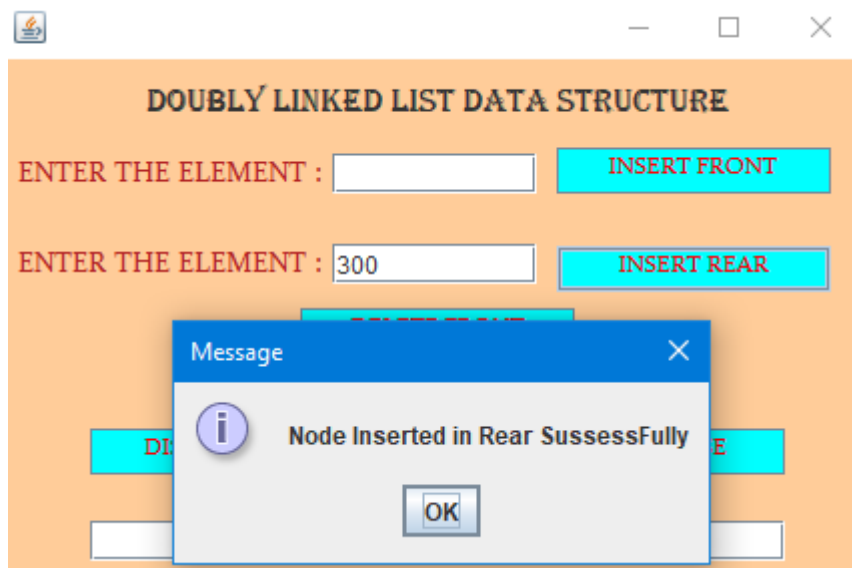 DOUBLY LINKED LIST DATA STRUCTURE
ENTER THE ELEMENT : INSERT FRONT
ENTER THE ELEMENT : 300 INSERT REAR
Message
Node Inserted in Rear SussessFully
OK